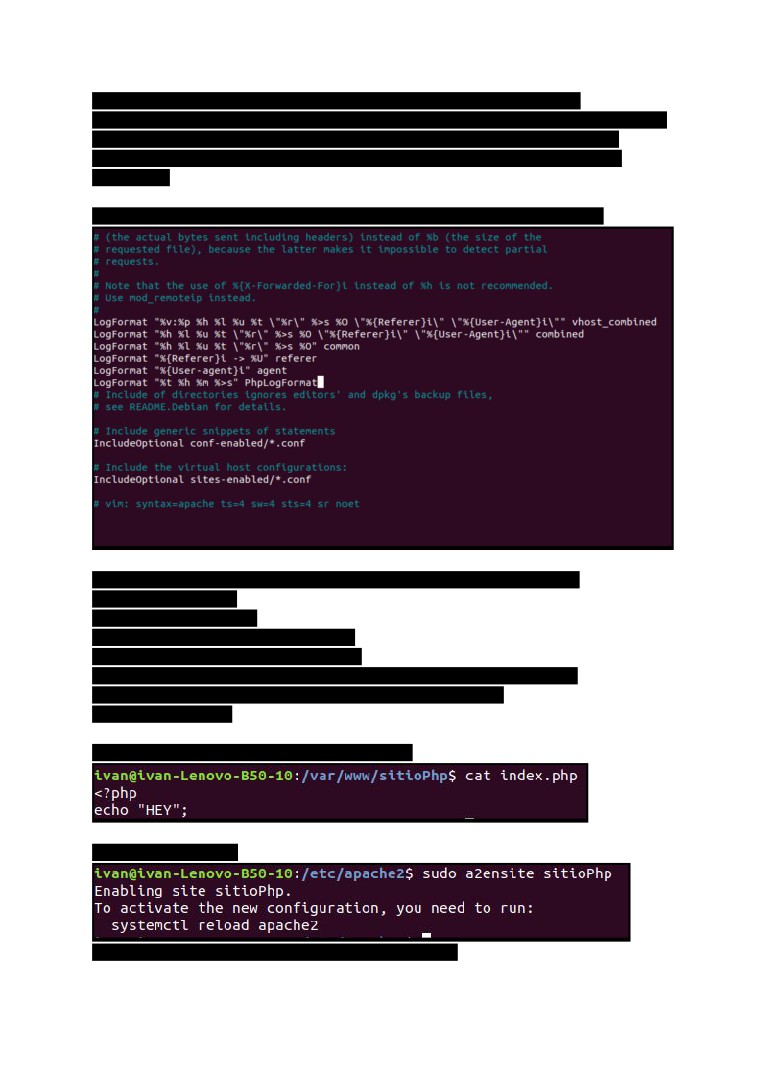 # (the actual bytes sent including headers) instead of %b (the size of the
# requested file), because the latter makes it impossible to detect partial
# requests.
#
# Note that the use of %{X-Forwarded-For}i instead of %h is not recommended.
# Use mod_remoteip instead.
#
LogFormat "%v:%p %h %l %u %t \"%r\" %>s %O \"%{Referer}i\" \"%{User-Agent}i\"" vhost_combined
LogFormat "%h %l %u %t \"%r\" %>s %O \"%{Referer}i\" \"%{User-Agent}i\"" combined
LogFormat "%h %l %u %t \"%r\" %>s %O" common
LogFormat "%{Referer}i -> %U" referer
LogFormat "%{User-agent}i" agent
LogFormat "%t %h %m %>s" PhpLogFormat
# Include of directories ignores editors' and dpkg's backup files,
# see README.Debian for details.
# Include generic snippets of statements
IncludeOptional conf-enabled/*.conf
# Include the virtual host configurations:
IncludeOptional sites-enabled/*.conf
# vim: syntax=apache ts=4 sw=4 sts=4 sr noet
ivan@ivan-Lenovo-B50-10:/var/www/sitioPhp$ cat index.php
<?php
echo "HEY";
ivan@ivan-Lenovo-B50-10:/etc/apache2$ sudo a2ensite sitioPhp
Enabling site sitioPhp.
To activate the new configuration, you need to run:
  systemctl reload apache2